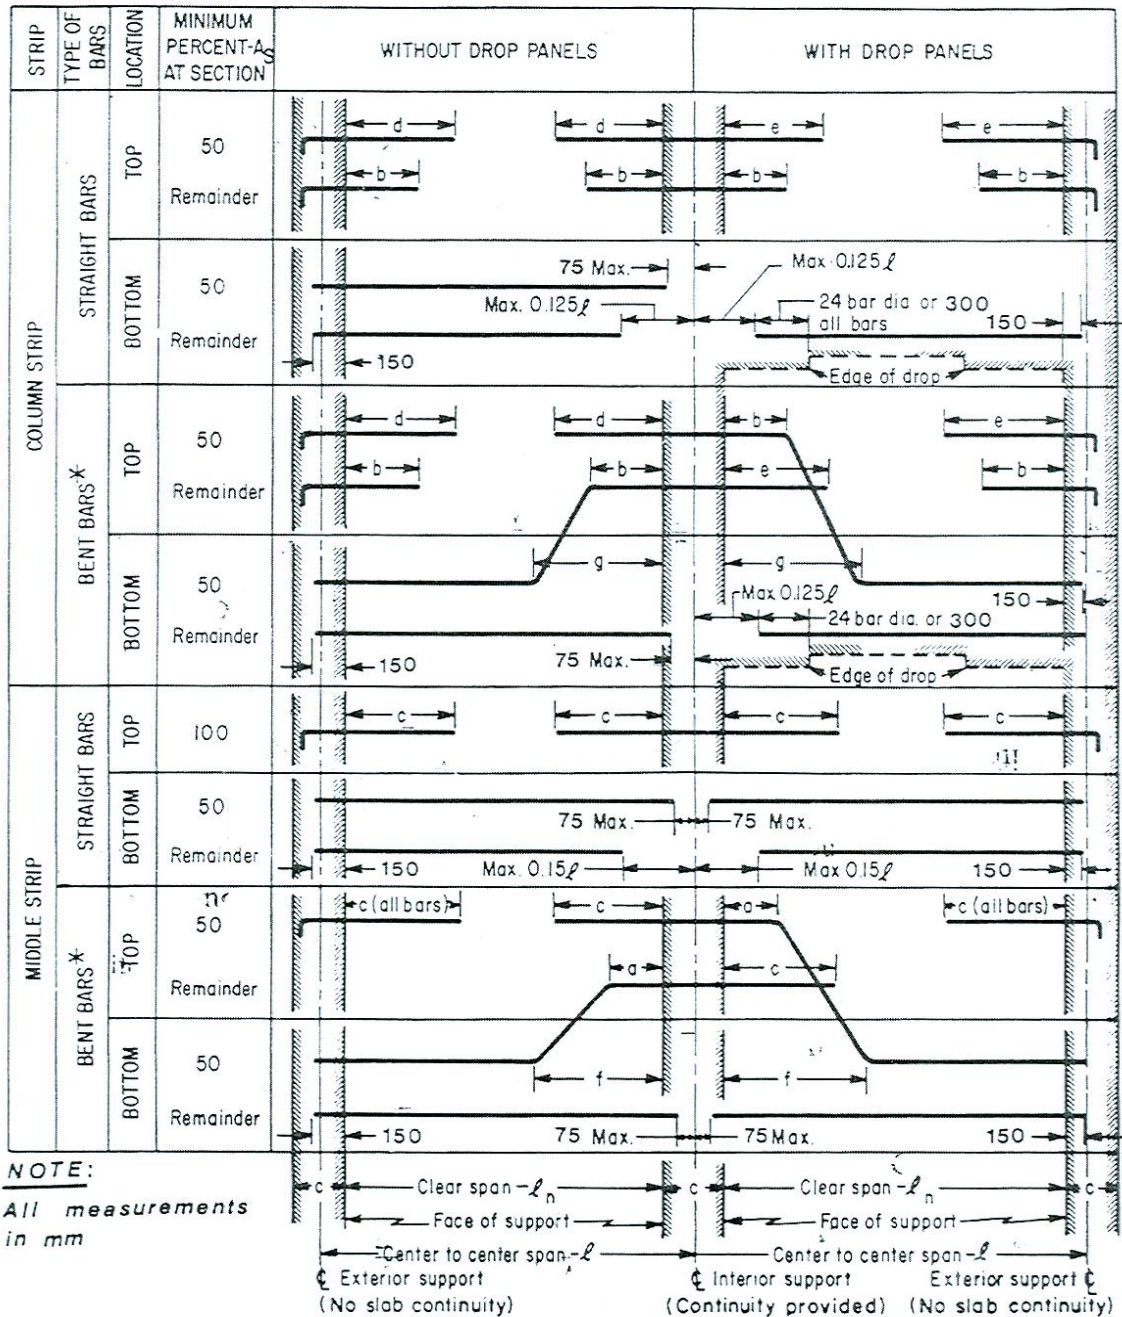 STRIP
TYPE OF BARS
LOCATION
MINIMUM PERCENT-As AT SECTION
WITHOUT DROP PANELS
WITH DROP PANELS
COLUMN STRIP
STRAIGHT BARS
TOP
50
d d e e
Remainder
b b b b
BOTTOM
50
75 Max.
Max 0.125ℓ
Max. 0.125ℓ
24 bar dia or 300
all bars
150
Remainder
150
Edge of drop
BENT BARS*
TOP
50
d d b e
Remainder
b b e b
BOTTOM
50
g g
150
Max 0.125ℓ
Remainder
24 bar dia. or 300
150
75 Max.
Edge of drop
MIDDLE STRIP
STRAIGHT BARS
TOP
100
c c c c
BOTTOM
50
75 Max. 75 Max.
Remainder
150 Max. 0.15ℓ Max 0.15ℓ 150
BENT BARS*
TOP
50
c (all bars) c a c (all bars)
Remainder
a c
BOTTOM
50
f f
Remainder
150 75 Max. 75 Max. 150
NOTE:
All measurements
in mm
c Clear span-ℓn c Clear span-ℓn c
Face of support Face of support
Center to center span-ℓ Center to center span-ℓ
℄ Exterior support ℄ Interior support Exterior support ℄
(No slab continuity) (Continuity provided) (No slab continuity)